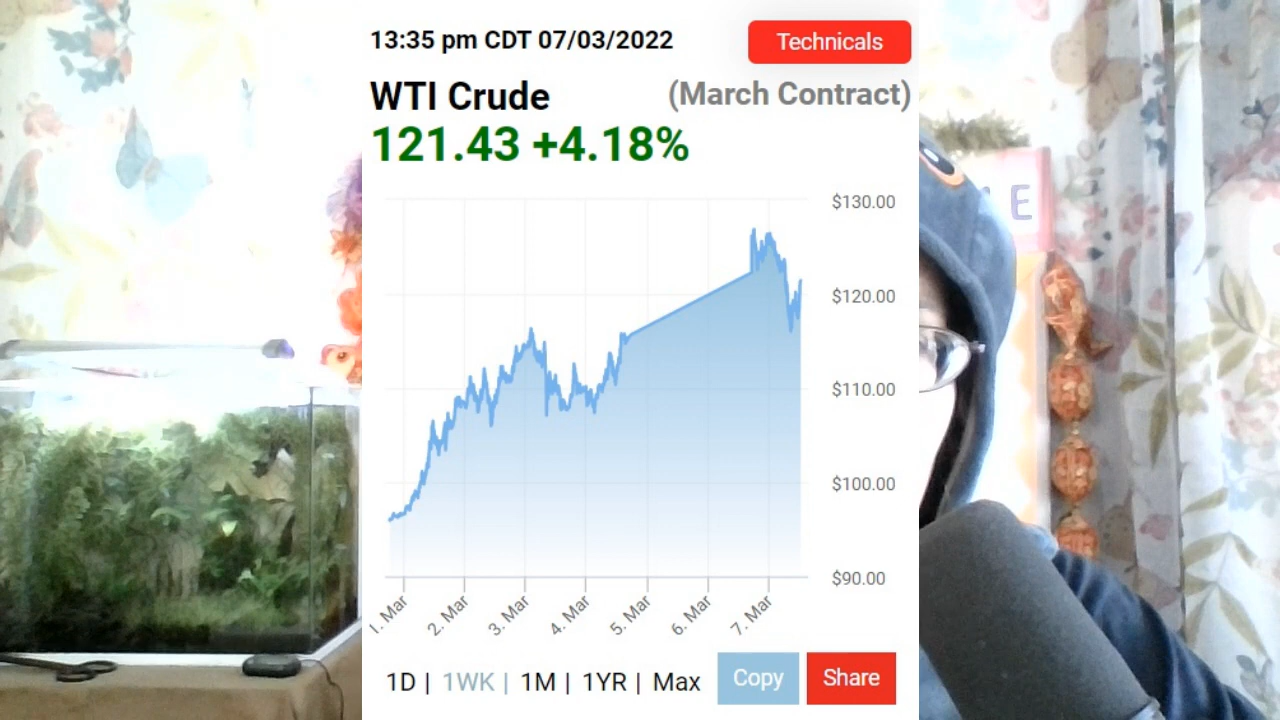 13:35 pm CDT 07/03/2022
Technicals
WTI Crude
(March Contract)
121.43 +4.18%
$130.00
$120.00
$110.00
$100.00
$90.00
1. Mar
2. Mar
3. Mar
4. Mar
5. Mar
6. Mar
7. Mar
1D | 1WK | 1M | 1YR | Max
Copy
Share
E